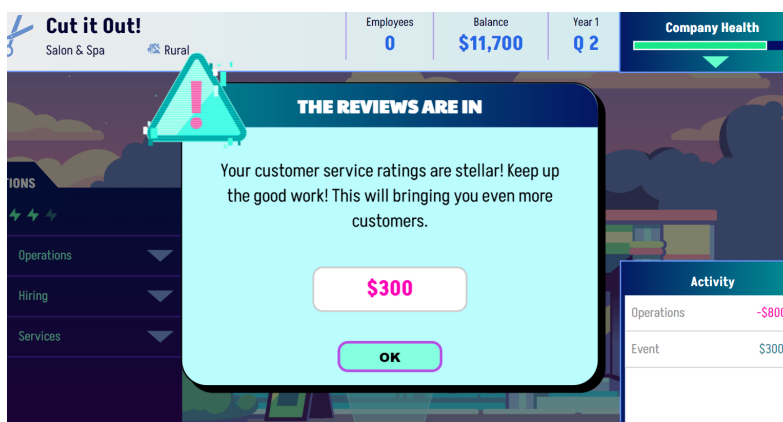 Cut it Out!
Salon & Spa
Rural
Employees
0
Balance
$11,700
Year 1
Q 2
Company Health
THE REVIEWS ARE IN
Your customer service ratings are stellar! Keep up
the good work! This will bringing you even more
customers.
$300
OK
IONS
Operations
Hiring
Services
Activity
Operations -$800
Event $300